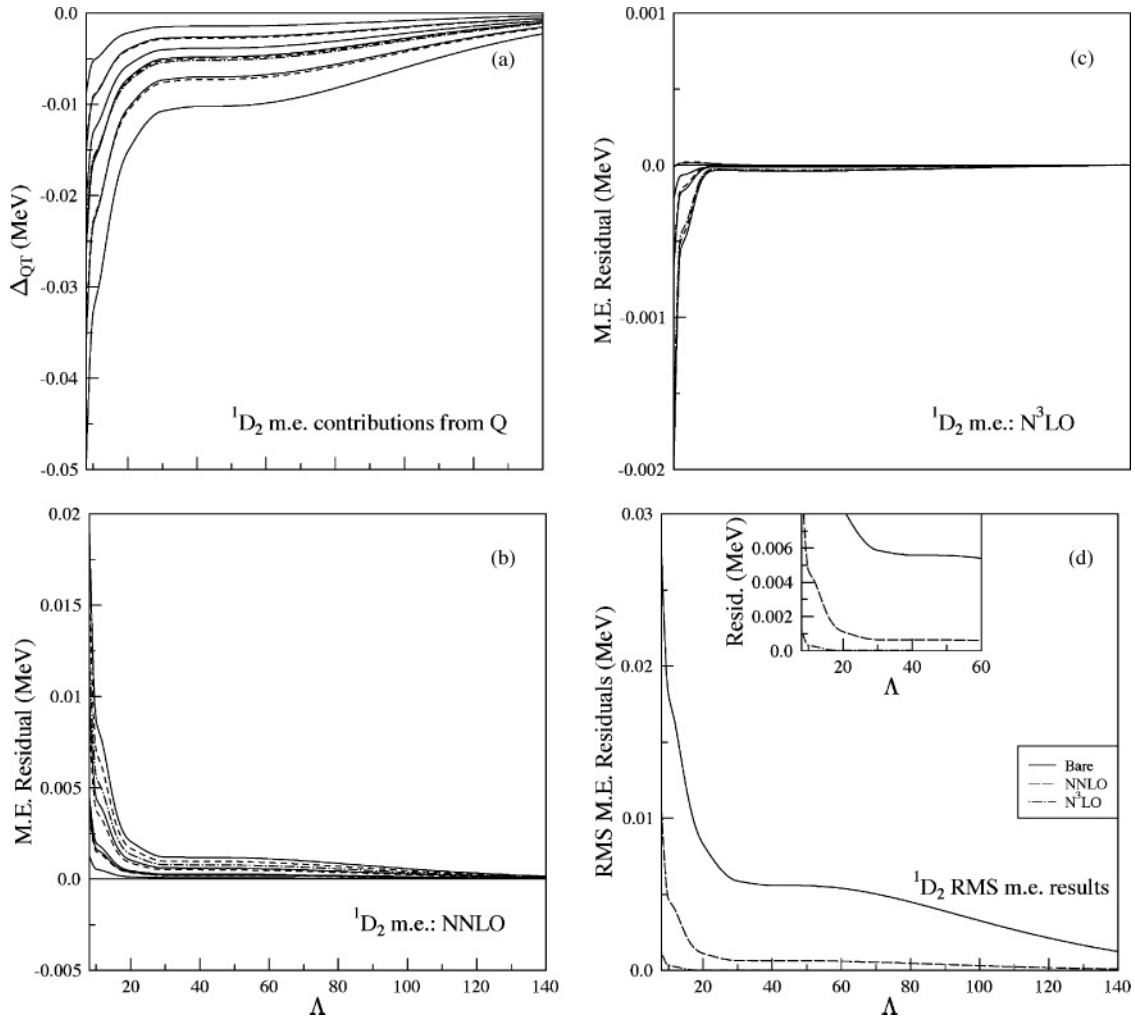 0.0
-0.01
-0.02
-0.03
-0.04
-0.05
Δ_QT (MeV)
(a)
¹D₂ m.e. contributions from Q
0.001
0.0
-0.001
-0.002
M.E. Residual (MeV)
(c)
¹D₂ m.e.: N³LO
0.02
0.015
0.01
0.005
0.0
-0.005
M.E. Residual (MeV)
(b)
¹D₂ m.e.: NNLO
20 40 60 80 100 120 140
Λ
0.03
0.02
0.01
0.0
RMS M.E. Residuals (MeV)
(d)
0.006
0.004
0.002
0.0
Resid. (MeV)
20 40 60
Λ
Bare
NNLO
N³LO
¹D₂ RMS m.e. results
20 40 60 80 100 120 140
Λ